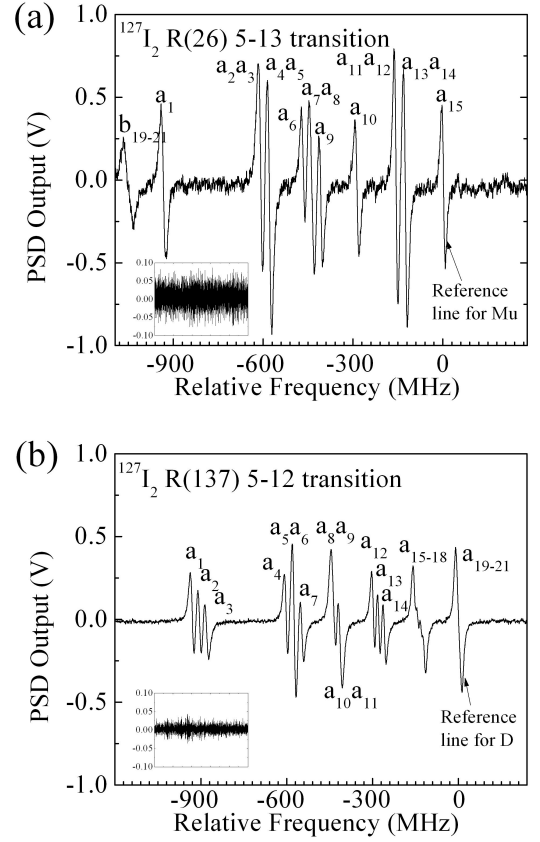 (a)
1.0
0.5
0.0
-0.5
-1.0
PSD Output (V)
¹²⁷I₂ R(26) 5-13 transition
b₁₉₋₂₁
a₁
a₂a₃
a₄a₅
a₆
a₇a₈
a₉
a₁₀
a₁₁a₁₂
a₁₃a₁₄
a₁₅
Reference
line for Mu
0.10
0.05
0.00
-0.05
-0.10
-900 -600 -300 0
Relative Frequency (MHz)
(b)
1.0
0.5
0.0
-0.5
-1.0
PSD Output (V)
¹²⁷I₂ R(137) 5-12 transition
a₁
a₂
a₃
a₄
a₅a₆
a₇
a₈a₉
a₁₀a₁₁
a₁₂
a₁₃
a₁₄
a₁₅₋₁₈
a₁₉₋₂₁
Reference
line for D
0.10
0.05
0.00
-0.05
-0.10
-900 -600 -300 0
Relative Frequency (MHz)